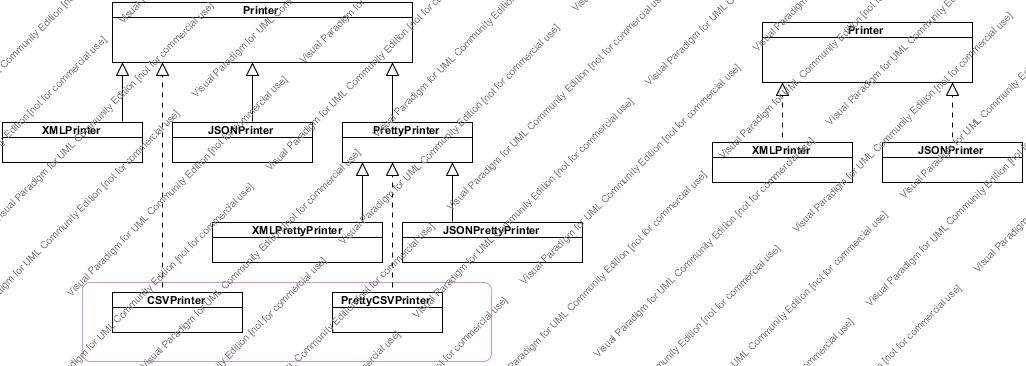 Printer
Printer
XMLPrinter
JSONPrinter
PrettyPrinter
XMLPrinter
JSONPrinter
XMLPrettyPrinter
JSONPrettyPrinter
CSVPrinter
PrettyCSVPrinter
Visual Paradigm for UML Community Edition [not for commercial use]